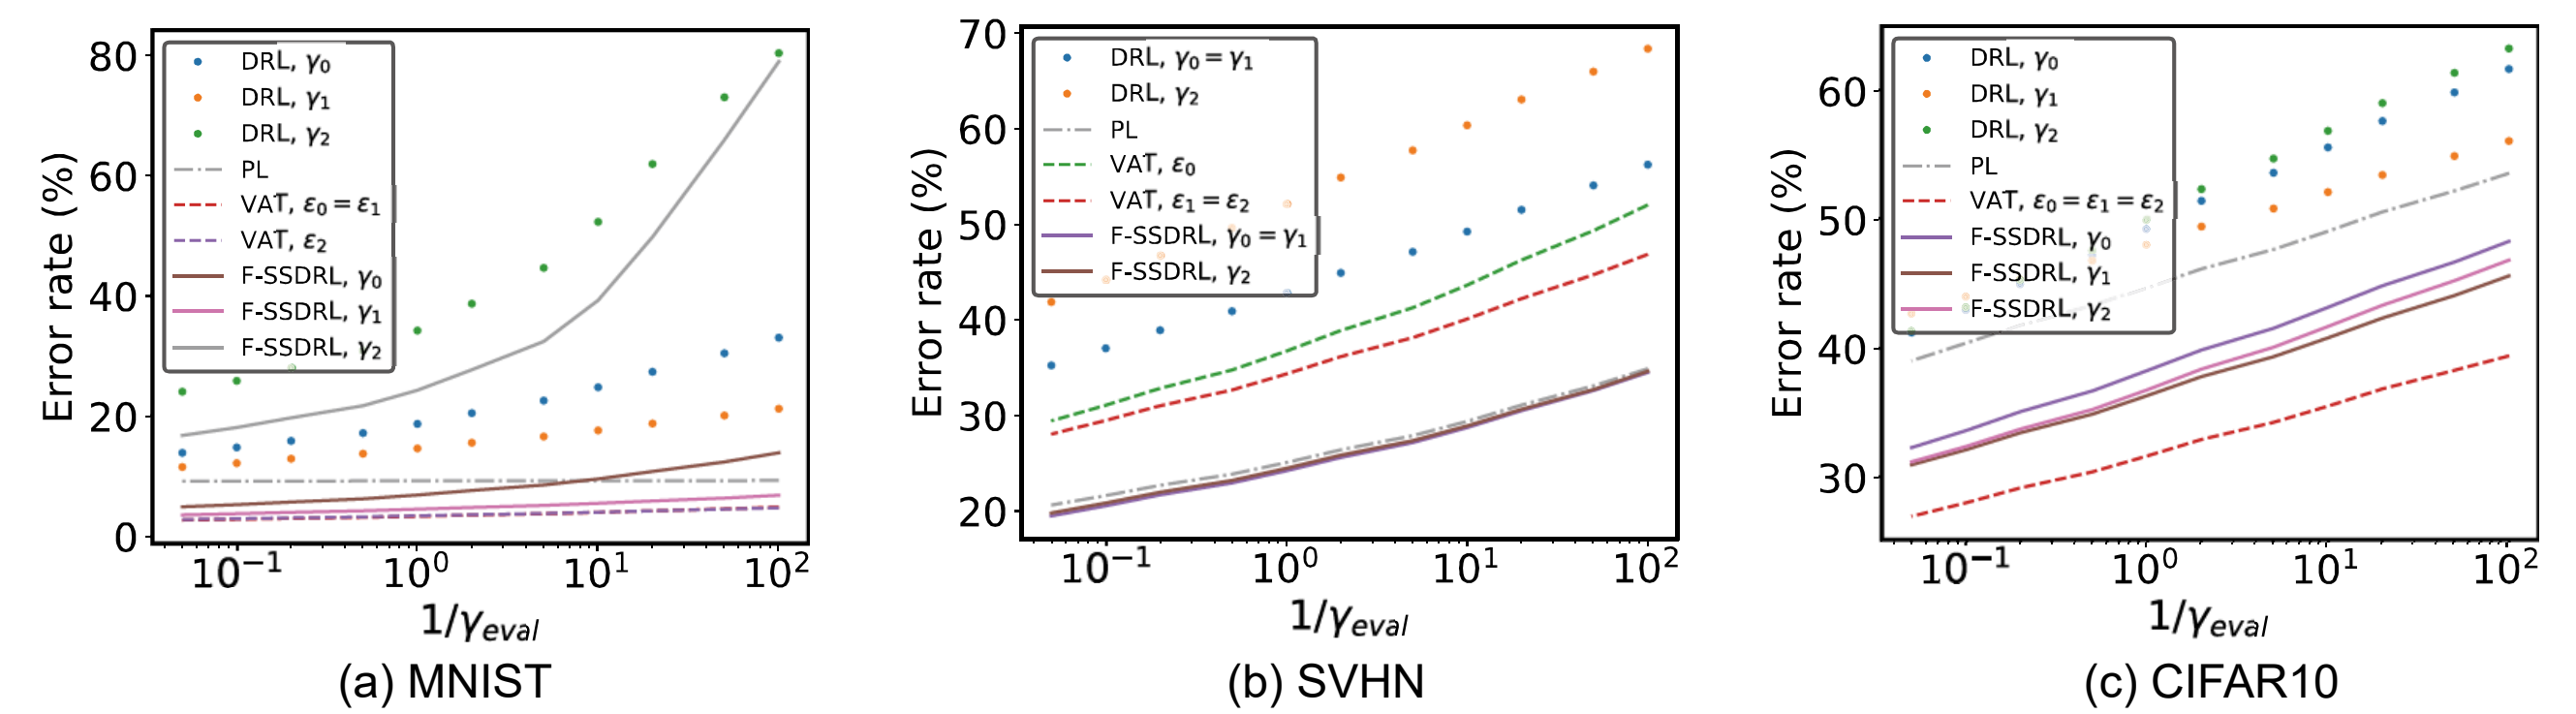 80
60
40
20
0
Error rate (%)
DRL, γ0
DRL, γ1
DRL, γ2
PL
VAT, ε0 = ε1
VAT, ε2
F-SSDRL, γ0
F-SSDRL, γ1
F-SSDRL, γ2
10⁻¹ 10⁰ 10¹ 10²
1/γeval
(a) MNIST
70
60
50
40
30
20
Error rate (%)
DRL, γ0 = γ1
DRL, γ2
PL
VAT, ε0
VAT, ε1 = ε2
F-SSDRL, γ0 = γ1
F-SSDRL, γ2
10⁻¹ 10⁰ 10¹ 10²
1/γeval
(b) SVHN
60
50
40
30
Error rate (%)
DRL, γ0
DRL, γ1
DRL, γ2
PL
VAT, ε0 = ε1 = ε2
F-SSDRL, γ0
F-SSDRL, γ1
F-SSDRL, γ2
10⁻¹ 10⁰ 10¹ 10²
1/γeval
(c) CIFAR10